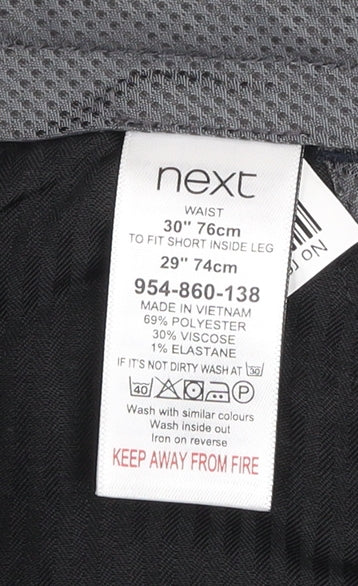 next
WAIST
30" 76cm
TO FIT SHORT INSIDE LEG
29" 74cm
954-860-138
MADE IN VIETNAM
69% POLYESTER
30% VISCOSE
1% ELASTANE
IF IT'S NOT DIRTY WASH AT 30
40 P
Wash with similar colours
Wash inside out
Iron on reverse
KEEP AWAY FROM FIRE
No